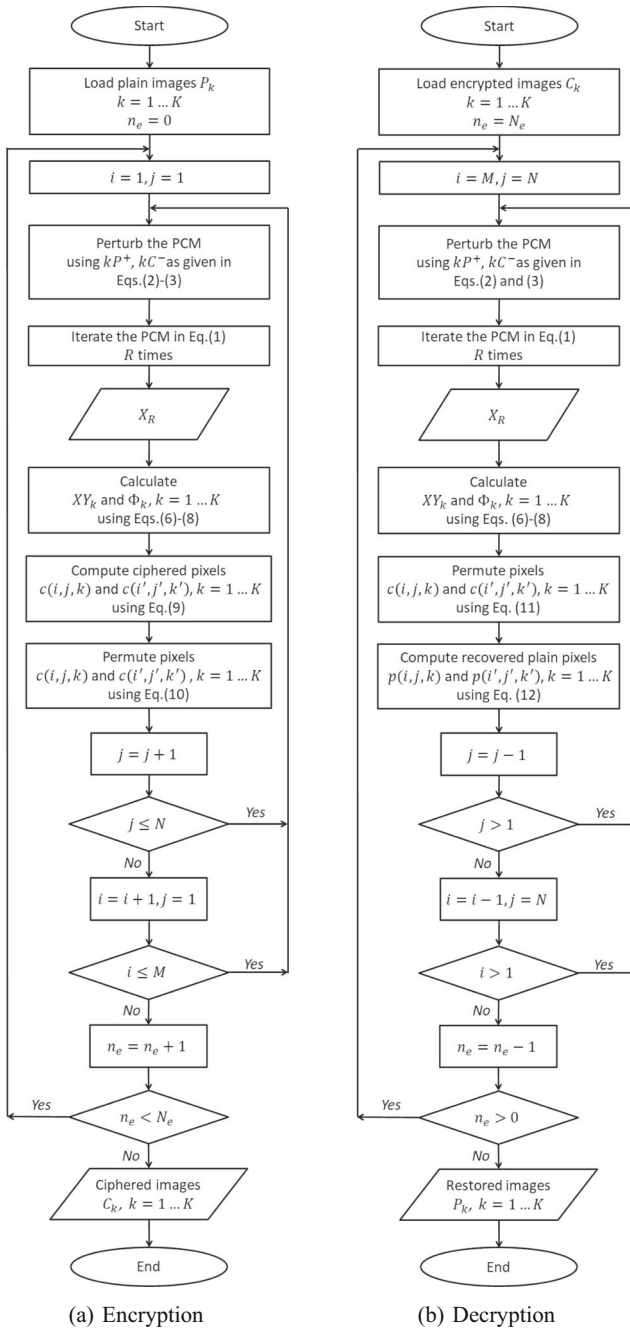 Start
Load plain images P_k
k = 1 … K
n_e = 0
i = 1, j = 1
Perturb the PCM
using kP⁺, kC⁻as given in
Eqs.(2)-(3)
Iterate the PCM in Eq.(1)
R times
X_R
Calculate
XY_k and Φ_k, k = 1 … K
using Eqs.(6)-(8)
Compute ciphered pixels
c(i, j, k) and c(i′, j′, k′), k = 1 … K
using Eq.(9)
Permute pixels
c(i, j, k) and c(i′, j′, k′) , k = 1 … K
using Eq.(10)
j = j + 1
j ≤ N
Yes
No
i = i + 1, j = 1
i ≤ M
Yes
No
n_e = n_e + 1
Yes
n_e < N_e
No
Ciphered images
C_k, k = 1 … K
End
(a) Encryption
Start
Load encrypted images C_k
k = 1 … K
n_e = N_e
i = M, j = N
Perturb the PCM
using kP⁺, kC⁻as given in
Eqs.(2) and (3)
Iterate the PCM in Eq.(1)
R times
X_R
Calculate
XY_k and Φ_k, k = 1 … K
using Eqs. (6)-(8)
Permute pixels
c(i, j, k) and c(i′, j′, k′), k = 1 … K
using Eq. (11)
Compute recovered plain pixels
p(i, j, k) and p(i′, j′, k′), k = 1 … K
using Eq. (12)
j = j − 1
j > 1
Yes
No
i = i − 1, j = N
i > 1
Yes
No
n_e = n_e − 1
Yes
n_e > 0
No
Restored images
P_k, k = 1 … K
End
(b) Decryption